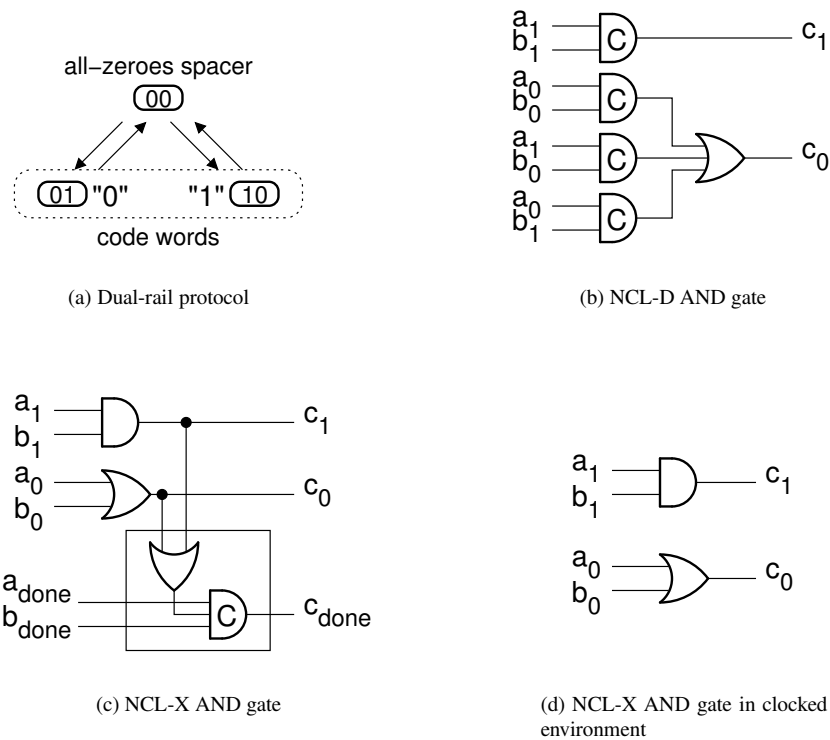 all−zeroes spacer
00
01 "0" "1" 10
code words
(a) Dual-rail protocol
a1
b1
C
c1
a0
b0
C
a1
b0
C
c0
a0
b1
C
(b) NCL-D AND gate
a1
b1
c1
a0
b0
c0
adone
bdone
C
cdone
(c) NCL-X AND gate
a1
b1
c1
a0
b0
c0
(d) NCL-X AND gate in clocked
environment